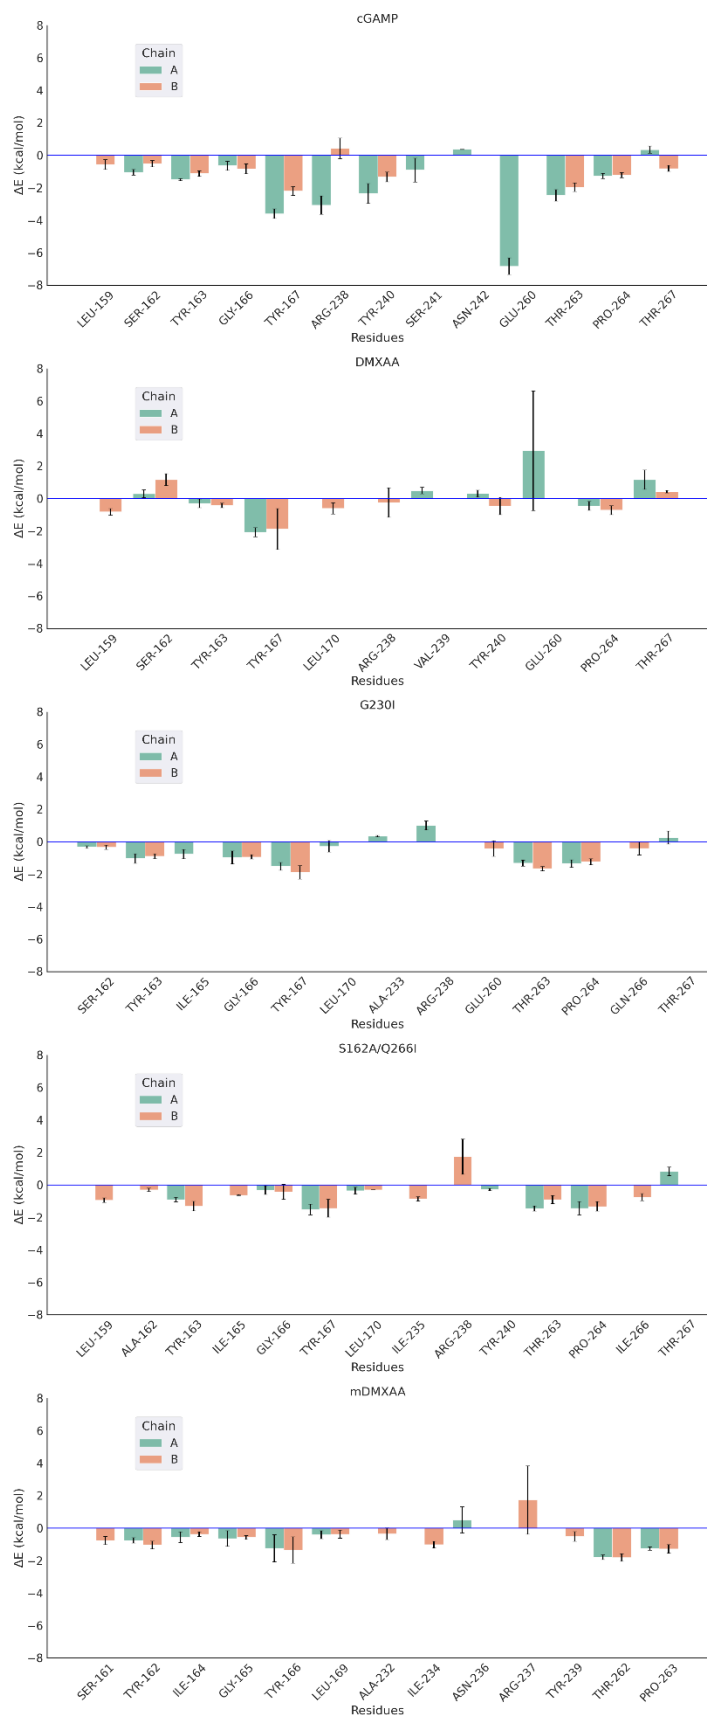 cGAMP
Chain
A
B
ΔE (kcal/mol)
8
6
4
2
0
−2
−4
−6
−8
LEU-159
SER-162
TYR-163
GLY-166
TYR-167
ARG-238
TYR-240
SER-241
ASN-242
GLU-260
THR-263
PRO-264
THR-267
Residues
DMXAA
Chain
A
B
ΔE (kcal/mol)
8
6
4
2
0
−2
−4
−6
−8
LEU-159
SER-162
TYR-163
TYR-167
LEU-170
ARG-238
VAL-239
TYR-240
GLU-260
PRO-264
THR-267
Residues
G230I
Chain
A
B
ΔE (kcal/mol)
8
6
4
2
0
−2
−4
−6
−8
SER-162
TYR-163
ILE-165
GLY-166
TYR-167
LEU-170
ALA-233
ARG-238
GLU-260
THR-263
PRO-264
GLN-266
THR-267
Residues
S162A/Q266I
Chain
A
B
ΔE (kcal/mol)
8
6
4
2
0
−2
−4
−6
−8
LEU-159
ALA-162
TYR-163
ILE-165
GLY-166
TYR-167
LEU-170
ILE-235
ARG-238
TYR-240
THR-263
PRO-264
ILE-266
THR-267
Residues
mDMXAA
Chain
A
B
ΔE (kcal/mol)
8
6
4
2
0
−2
−4
−6
−8
SER-161
TYR-162
ILE-164
GLY-165
TYR-166
LEU-169
ALA-232
ILE-234
ASN-236
ARG-237
TYR-239
THR-262
PRO-263
Residues